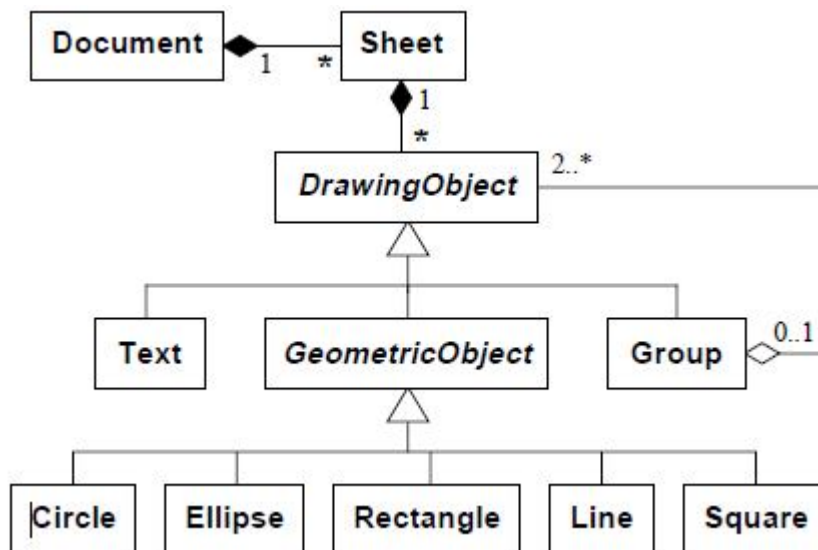 Document
Sheet
1
*
1
*
DrawingObject
2..*
Text
GeometricObject
Group
0..1
Circle
Ellipse
Rectangle
Line
Square